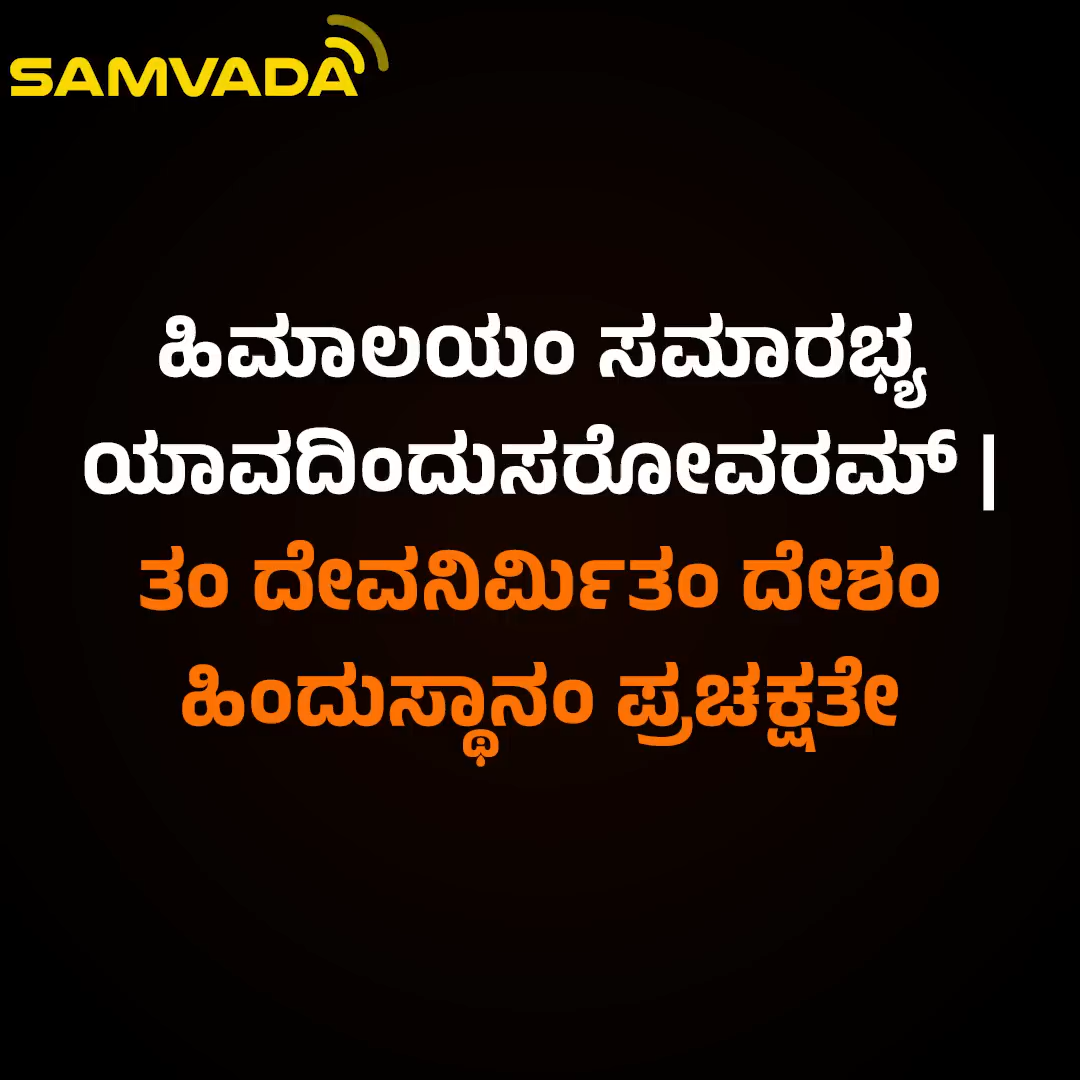 SAMVADA
ಹಿಮಾಲಯಂ ಸಮಾರಭ್ಯ
ಯಾವದಿಂದುಸರೋವರಮ್ |
ತಂ ದೇವನಿರ್ಮಿತಂ ದೇಶಂ
ಹಿಂದುಸ್ಥಾನಂ ಪ್ರಚಕ್ಷತೇ